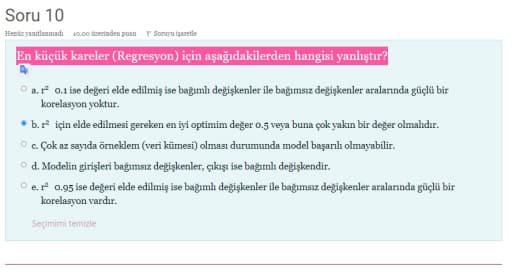 Soru 10
Henüz yanıtlanmadı 10,00 üzerinden puan Soruyu işaretle
En küçük kareler (Regresyon) için aşağıdakilerden hangisi yanlıştır?
a. r² 0.1 ise değeri elde edilmiş ise bağımlı değişkenler ile bağımsız değişkenler aralarında güçlü bir
korelasyon yoktur.
b. r² için elde edilmesi gereken en iyi optimim değer 0.5 veya buna çok yakın bir değer olmalıdır.
c. Çok az sayıda örneklem (veri kümesi) olması durumunda model başarılı olmayabilir.
d. Modelin girişleri bağımsız değişkenler, çıkışı ise bağımlı değişkendir.
e. r² 0.95 ise değeri elde edilmiş ise bağımlı değişkenler ile bağımsız değişkenler aralarında güçlü bir
korelasyon vardır.
Seçimimi temizle